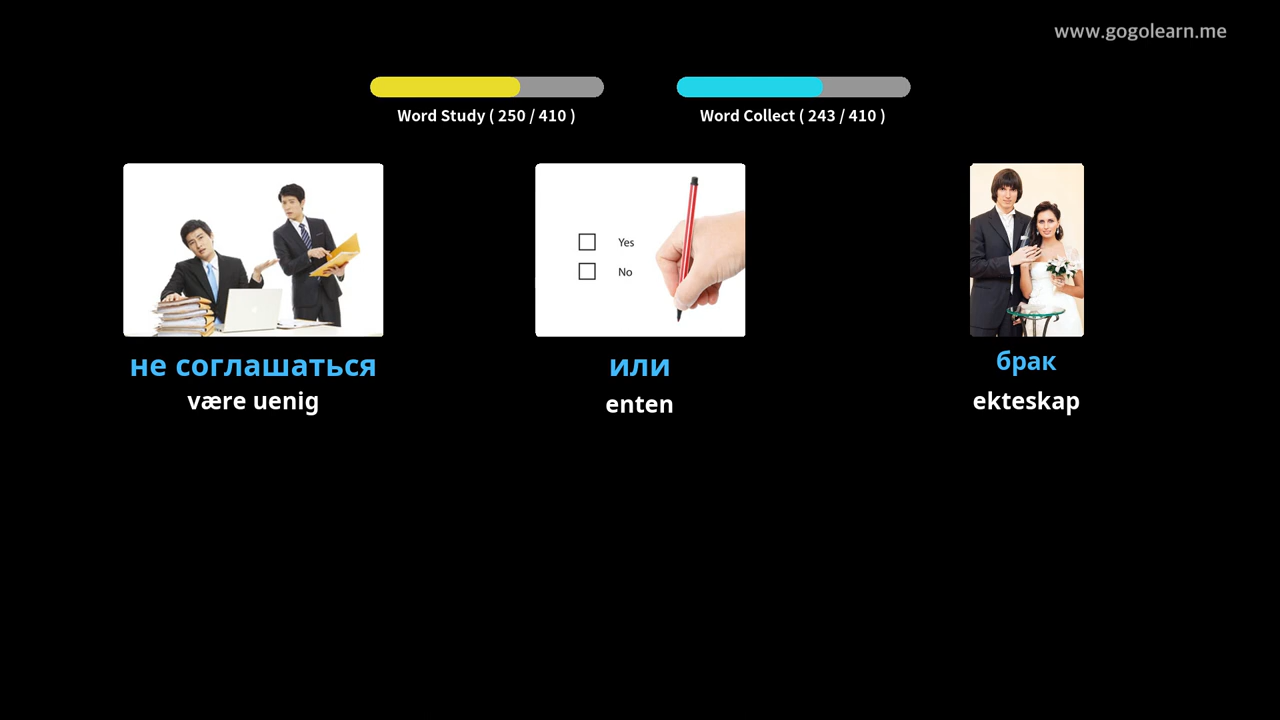 www.gogolearn.me
Word Study ( 250 / 410 )
Word Collect ( 243 / 410 )
Yes
No
не соглашаться
være uenig
или
enten
брак
ekteskap